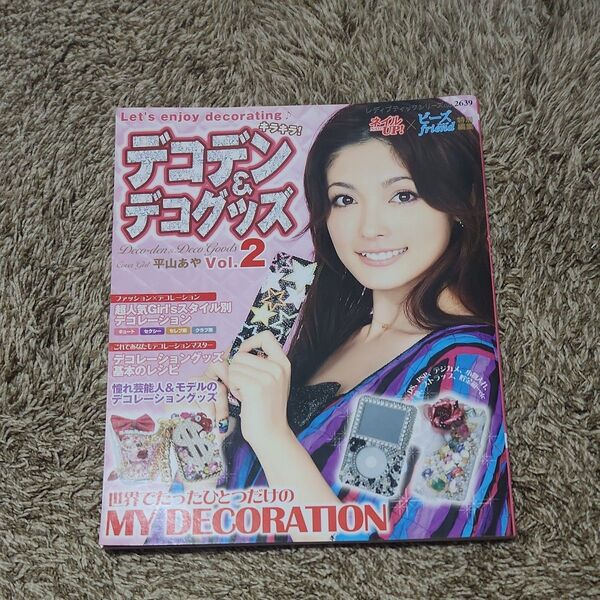 レディブティックシリーズ 2639
Let's enjoy decorating♪
ネイルUP! × ビーズfriend 特別編集
キラキラ!
デコデン
&
デコグッズ
Deco-den & Deco Goods
Cover Girl 平山あや Vol.2
ファッション×デコレーション
超人気Girl'sスタイル別
デコレーション
キュート セクシー セレブ系 クラブ系
これであなたもデコレーションマスター
デコレーショングッズ
基本のレシピ
憧れ芸能人&モデルの
デコレーショングッズ
世界でたったひとつだけの
MY DECORATION